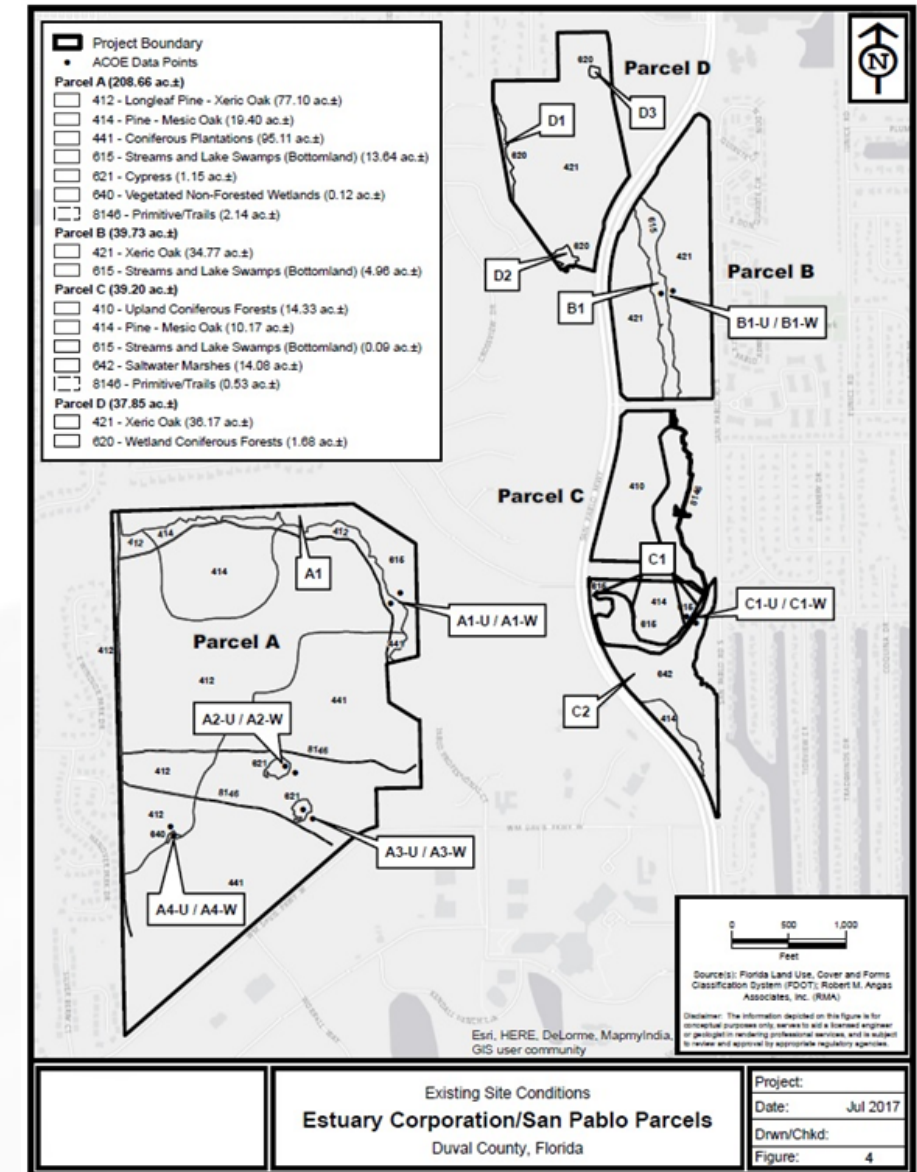 Project Boundary
ACOE Data Points
Parcel A (208.66 ac.±)
412 - Longleaf Pine - Xeric Oak (77.10 ac.±)
414 - Pine - Mesic Oak (19.40 ac.±)
441 - Coniferous Plantations (95.11 ac.±)
615 - Streams and Lake Swamps (Bottomland) (13.64 ac.±)
621 - Cypress (1.15 ac.±)
640 - Vegetated Non-Forested Wetlands (0.12 ac.±)
8146 - Primitive/Trails (2.14 ac.±)
Parcel B (39.73 ac.±)
421 - Xeric Oak (34.77 ac.±)
615 - Streams and Lake Swamps (Bottomland) (4.96 ac.±)
Parcel C (39.20 ac.±)
410 - Upland Coniferous Forests (14.33 ac.±)
414 - Pine - Mesic Oak (10.17 ac.±)
615 - Streams and Lake Swamps (Bottomland) (0.09 ac.±)
642 - Saltwater Marshes (14.08 ac.±)
8146 - Primitive/Trails (0.53 ac.±)
Parcel D (37.85 ac.±)
421 - Xeric Oak (36.17 ac.±)
620 - Wetland Coniferous Forests (1.68 ac.±)
N
620
Parcel D
D3
D1
620
421
620
D2
615
421
Parcel B
B1
421
B1-U / B1-W
Parcel C
410
8146
SAN PABLO PKWY
C1
615
414
615
615
C1-U / C1-W
642
C2
414
412
414
412
615
414
A1
A1-U / A1-W
Parcel A
441
412
412
441
A2-U / A2-W
8146
621
412
8146
621
412
640
A3-U / A3-W
441
A4-U / A4-W
WM DAVIS PKWY W
WM DAVIS PKWY W
0 500 1,000
Feet
Source(s): Florida Land Use, Cover and Forms
Classification System (FDOT); Robert M. Angas
Associates, Inc. (RMA)
Disclaimer: The information depicted on this figure is for
conceptual purposes only, serves to aid a licensed engineer
or geologist in rendering professional services, and is subject
to review and approval by appropriate regulatory agencies.
Esri, HERE, DeLorme, MapmyIndia,
GIS user community
Existing Site Conditions
Estuary Corporation/San Pablo Parcels
Duval County, Florida
Project:
Date: Jul 2017
Drwn/Chkd:
Figure: 4